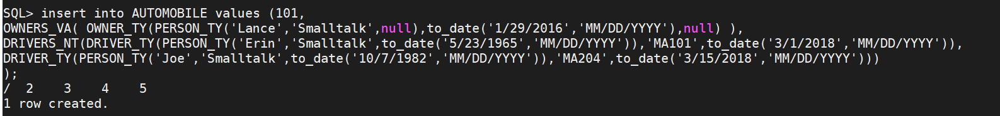 SQL> insert into AUTOMOBILE values (101,
OWNERS_VA( OWNER_TY(PERSON_TY('Lance','Smalltalk',null),to_date('1/29/2016','MM/DD/YYYY'),null) ),
DRIVERS_NT(DRIVER_TY(PERSON_TY('Erin','Smalltalk',to_date('5/23/1965','MM/DD/YYYY')),'MA101',to_date('3/1/2018','MM/DD/YYYY')),
DRIVER_TY(PERSON_TY('Joe','Smalltalk',to_date('10/7/1982','MM/DD/YYYY')),'MA204',to_date('3/15/2018','MM/DD/YYYY')))
);
/  2    3    4    5
1 row created.